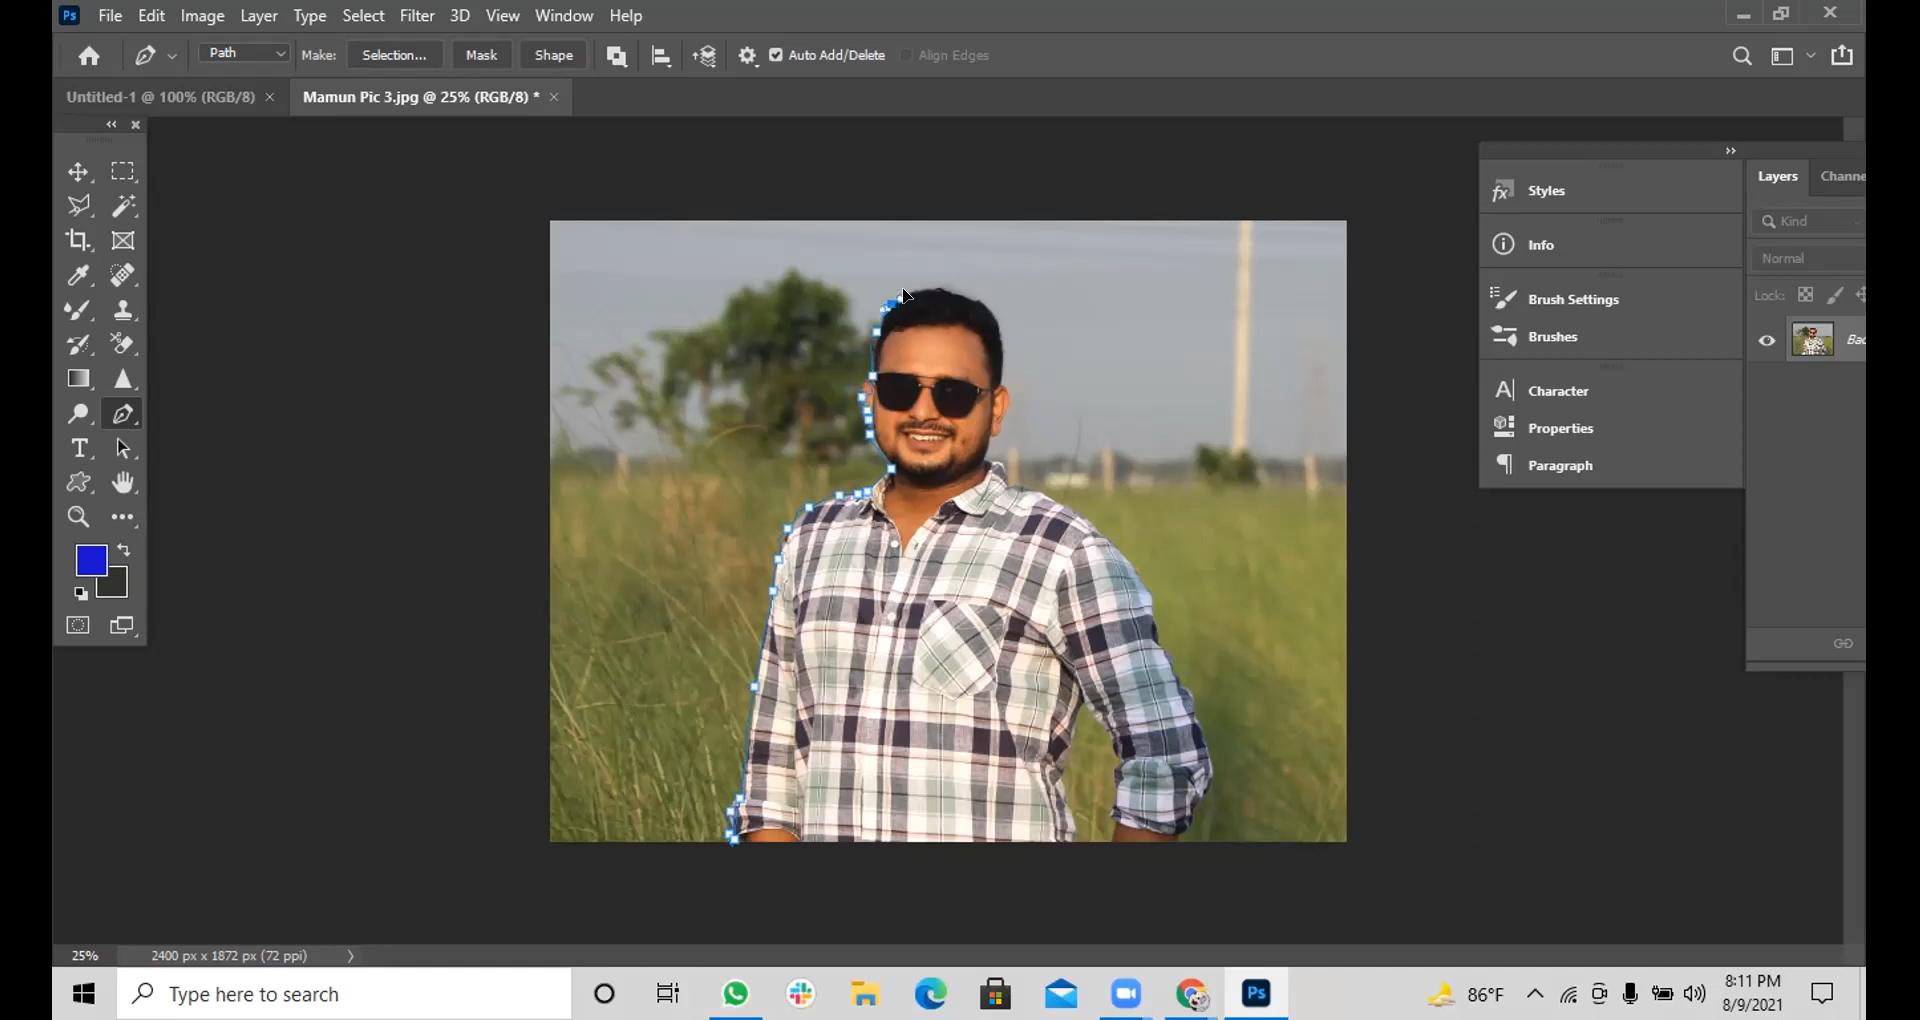 Ps File Edit Image Layer Type Select Filter 3D View Window Help
Path Make: Selection... Mask Shape Auto Add/Delete Align Edges
Untitled-1 @ 100% (RGB/8) × Mamun Pic 3.jpg @ 25% (RGB/8) * ×
Styles
Info
Brush Settings
Brushes
Character
Properties
Paragraph
Layers Channe
Kind
Normal
Lock:
Bac
25% 2400 px x 1872 px (72 ppi)
Type here to search
Ps
86°F
8:11 PM
8/9/2021